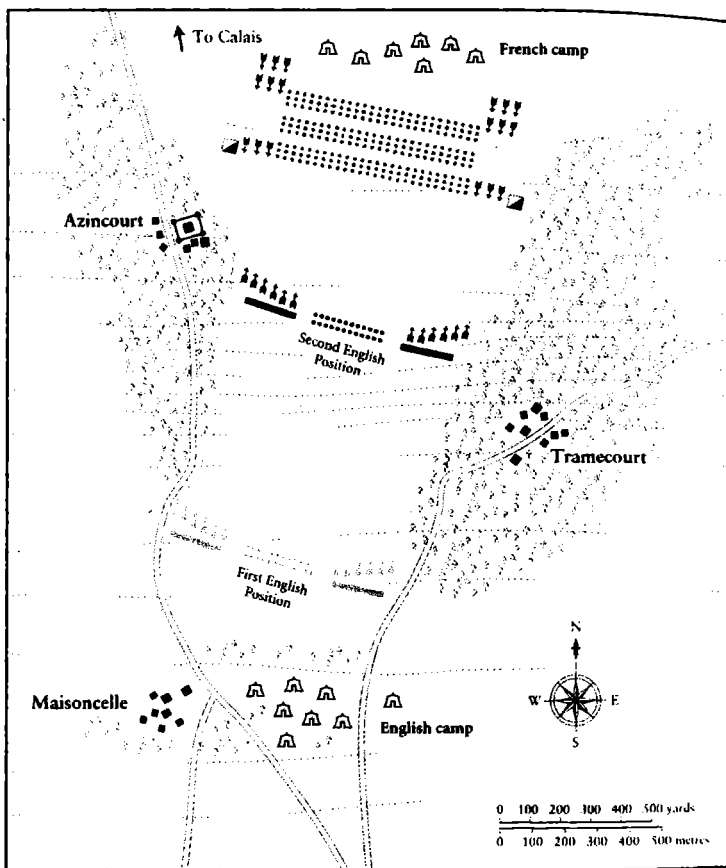 To Calais
French camp
Azincourt
Second English
Position
Tramecourt
First English
Position
N
W E
S
Maisoncelle
English camp
0 100 200 300 400 500 yards
0 100 200 300 400 500 metres